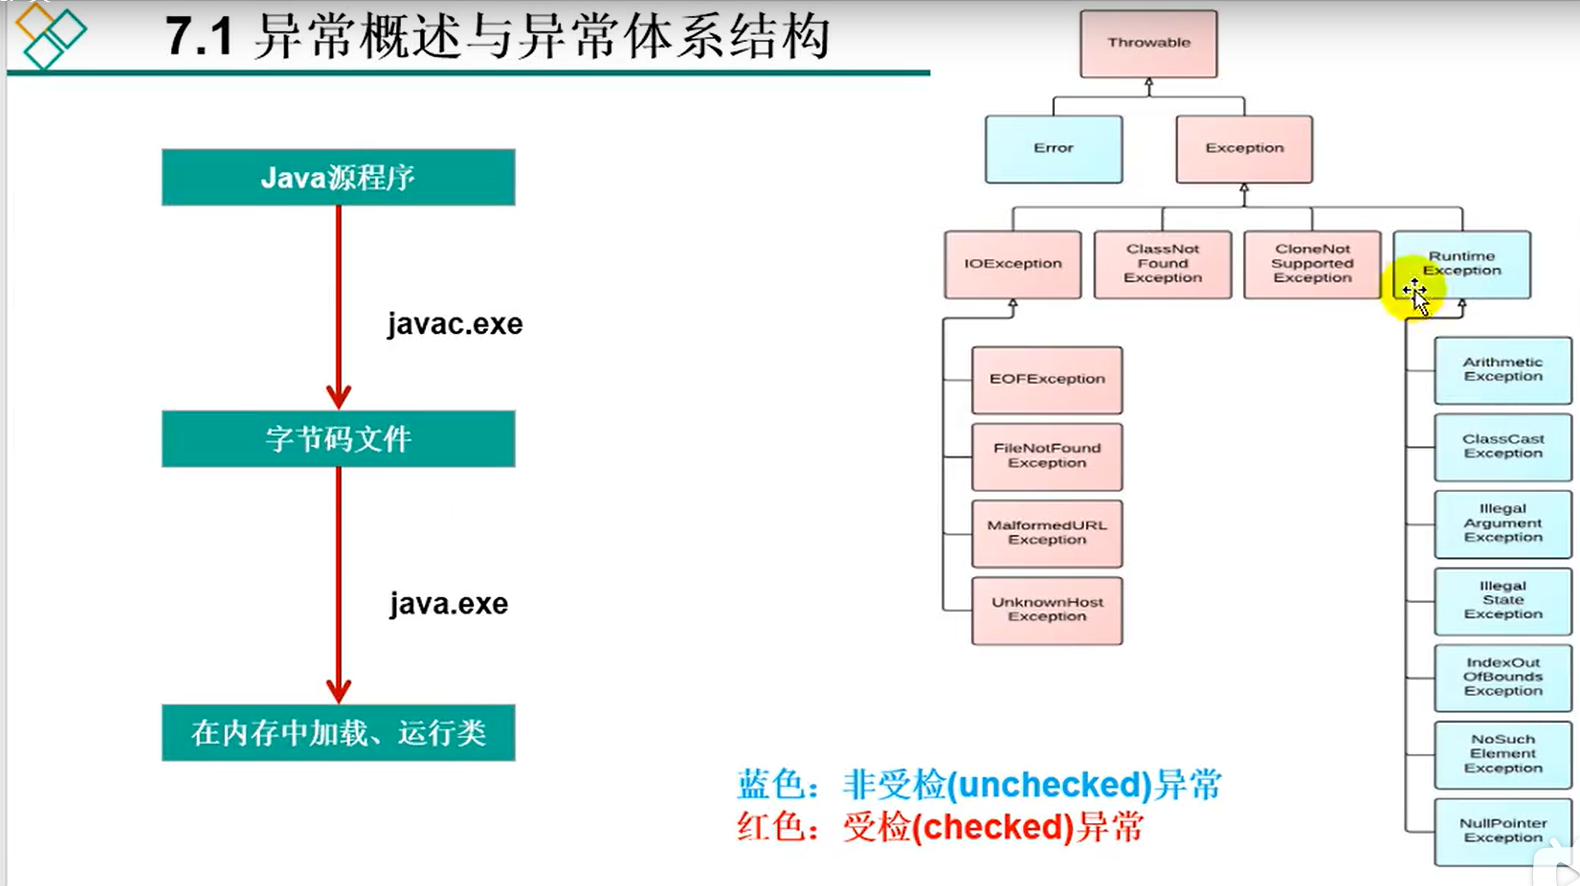 7.1 异常概述与异常体系结构
Java源程序
javac.exe
字节码文件
java.exe
在内存中加载、运行类
Throwable
Error
Exception
IOException
ClassNot
Found
Exception
CloneNot
Supported
Exception
Runtime
Exception
EOFException
FileNotFound
Exception
MalformedURL
Exception
UnknownHost
Exception
Arithmetic
Exception
ClassCast
Exception
Illegal
Argument
Exception
Illegal
State
Exception
IndexOut
OfBounds
Exception
NoSuch
Element
Exception
NullPointer
Exception
蓝色：非受检(unchecked)异常
红色：受检(checked)异常